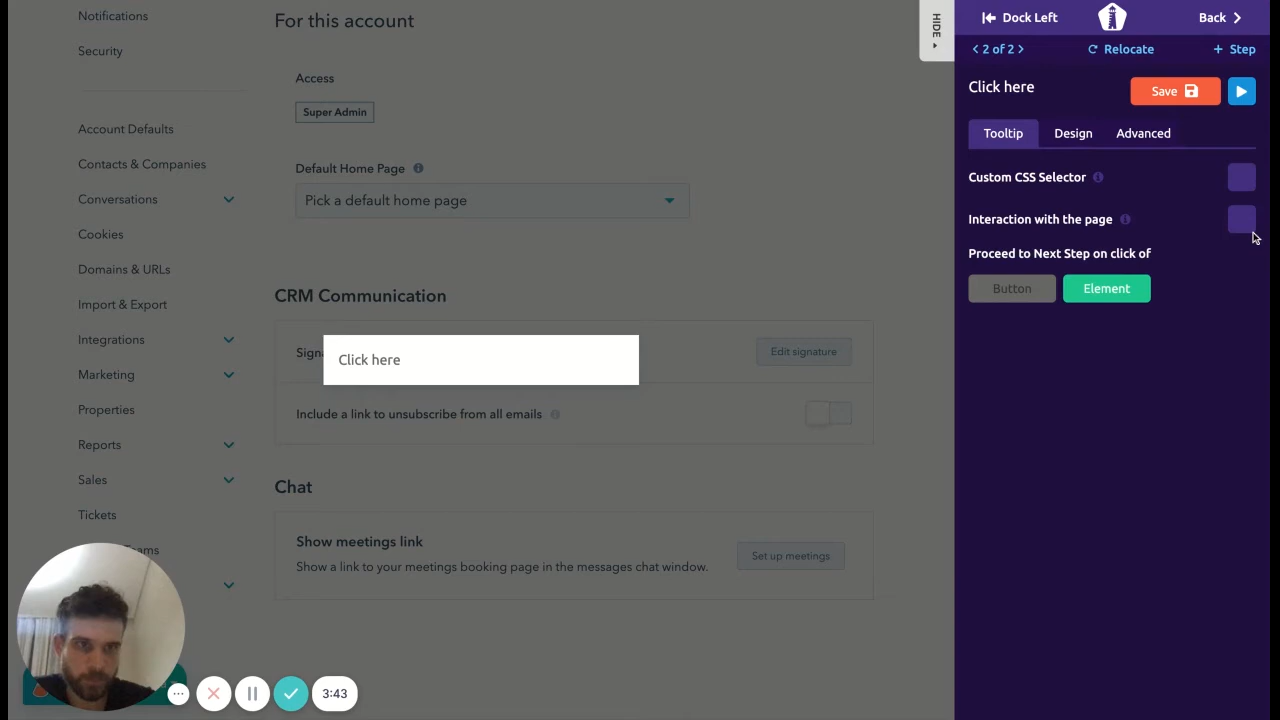 Notifications
Security
Account Defaults
Contacts & Companies
Conversations
Cookies
Domains & URLs
Import & Export
Integrations
Marketing
Properties
Reports
Sales
Tickets
Teams
For this account
Access
Super Admin
Default Home Page
Pick a default home page
CRM Communication
Signa
Click here
Edit signature
Include a link to unsubscribe from all emails
Chat
Show meetings link
Show a link to your meetings booking page in the messages chat window.
Set up meetings
3:43
HIDE
Dock Left
Back
2 of 2
Relocate
+ Step
Click here
Save
Tooltip
Design
Advanced
Custom CSS Selector
Interaction with the page
Proceed to Next Step on click of
Button
Element